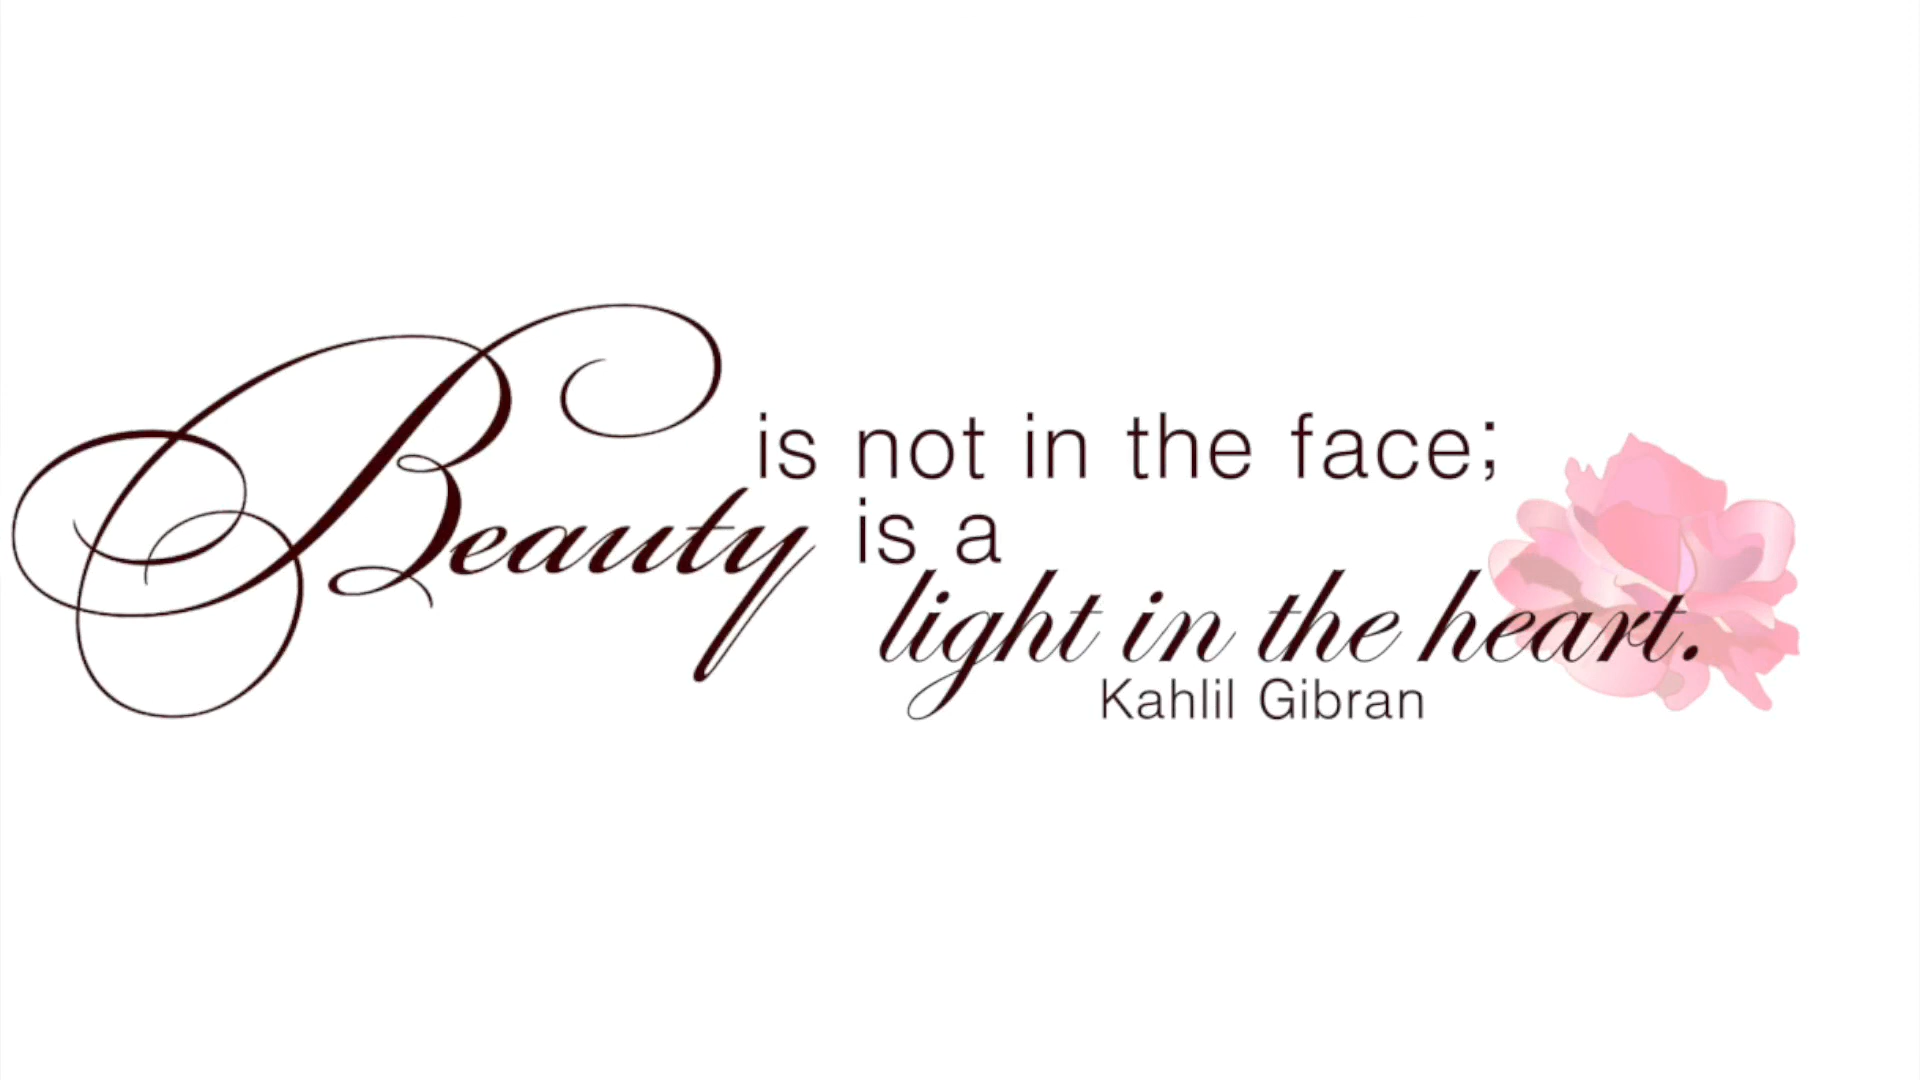 Beauty is not in the face;
is a
light in the heart.
Kahlil Gibran